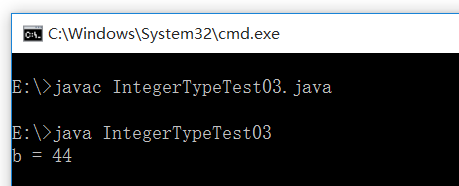 C:\Windows\System32\cmd.exe
E:\>javac IntegerTypeTest03.java
E:\>java IntegerTypeTest03
b = 44